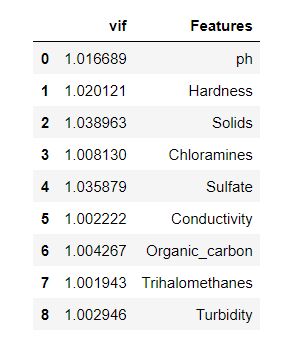 vif Features
0 1.016689 ph
1 1.020121 Hardness
2 1.038963 Solids
3 1.008130 Chloramines
4 1.035879 Sulfate
5 1.002222 Conductivity
6 1.004267 Organic_carbon
7 1.001943 Trihalomethanes
8 1.002946 Turbidity